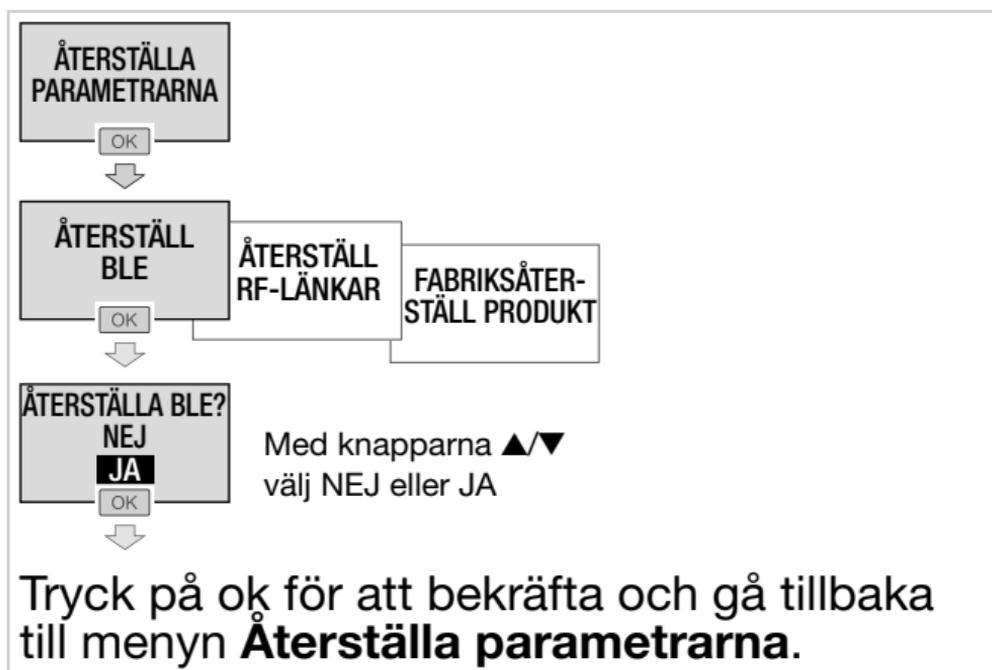 ÅTERSTÄLLA
PARAMETRARNA
OK
ÅTERSTÄLL
BLE
OK
ÅTERSTÄLL
RF-LÄNKAR
FABRIKSÅTER-
STÄLL PRODUKT
ÅTERSTÄLLA BLE?
NEJ
JA
OK
Med knapparna ▲/▼
välj NEJ eller JA
Tryck på ok för att bekräfta och gå tillbaka
till menyn Återställa parametrarna.